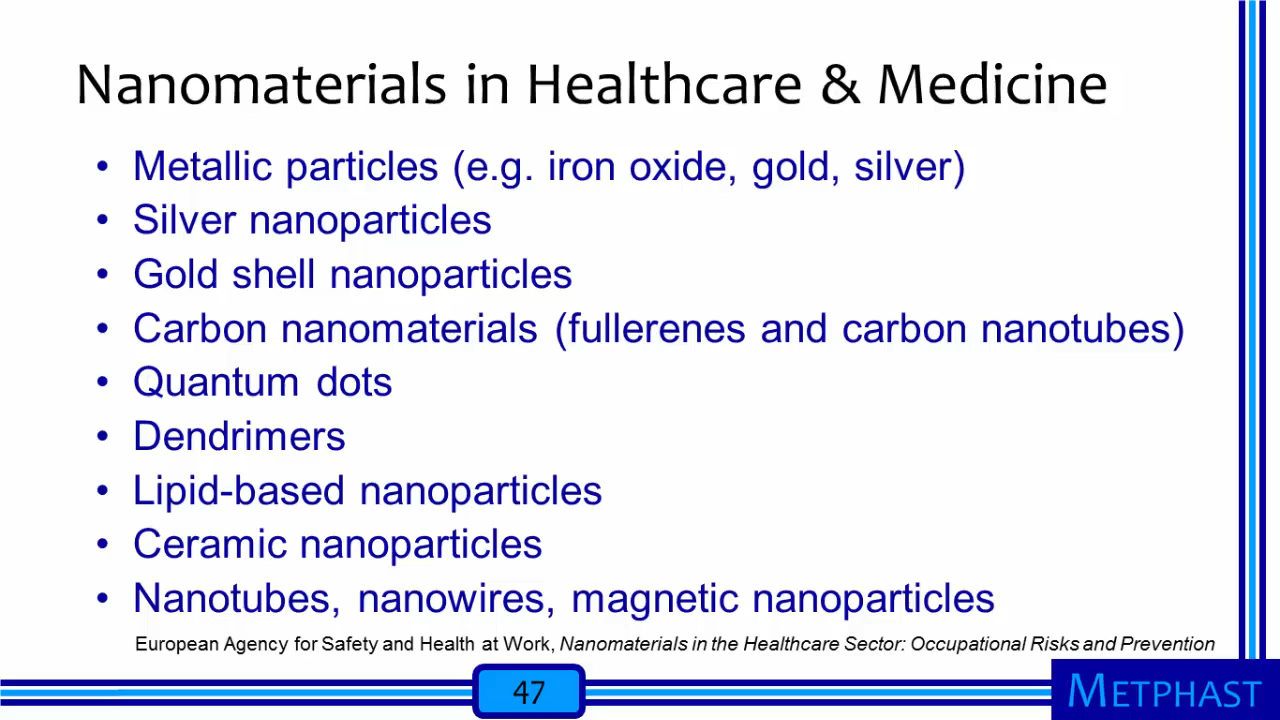 Nanomaterials in Healthcare & Medicine
• Metallic particles (e.g. iron oxide, gold, silver)
• Silver nanoparticles
• Gold shell nanoparticles
• Carbon nanomaterials (fullerenes and carbon nanotubes)
• Quantum dots
• Dendrimers
• Lipid-based nanoparticles
• Ceramic nanoparticles
• Nanotubes, nanowires, magnetic nanoparticles
European Agency for Safety and Health at Work, Nanomaterials in the Healthcare Sector: Occupational Risks and Prevention
47
METPHAST